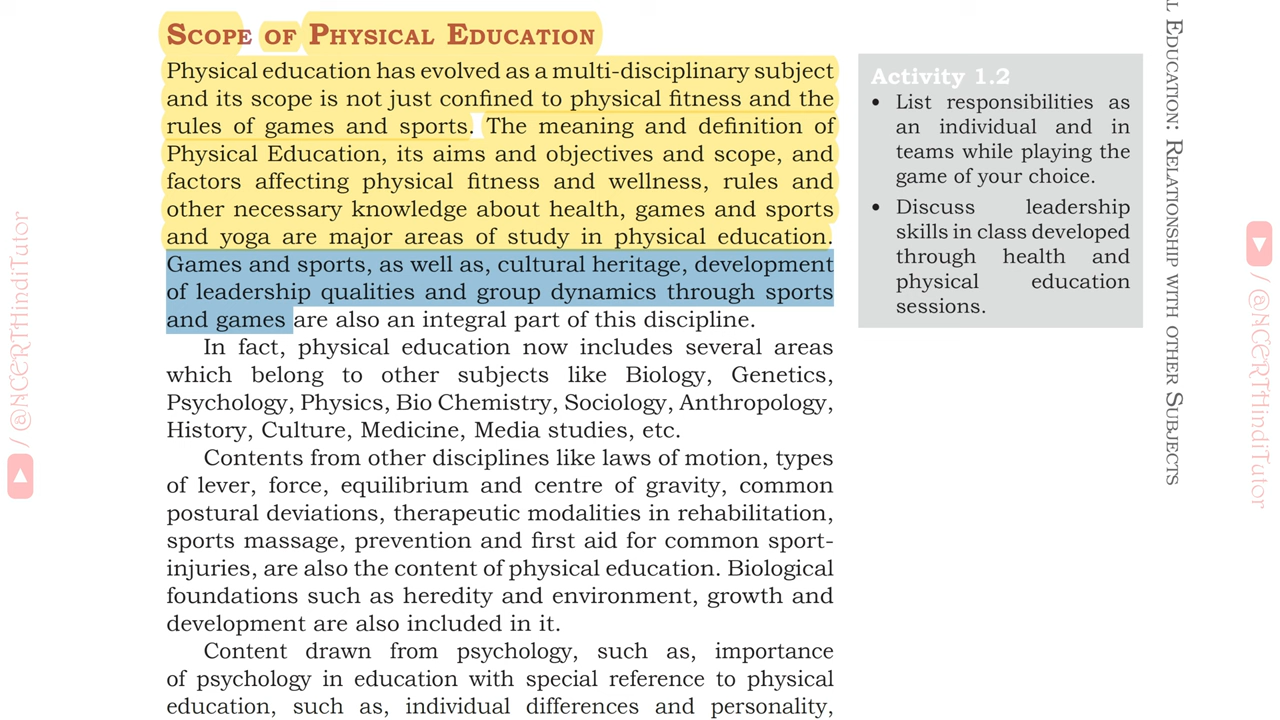 SCOPE OF PHYSICAL EDUCATION
Physical education has evolved as a multi-disciplinary subject
and its scope is not just confined to physical fitness and the
rules of games and sports. The meaning and definition of
Physical Education, its aims and objectives and scope, and
factors affecting physical fitness and wellness, rules and
other necessary knowledge about health, games and sports
and yoga are major areas of study in physical education.
Games and sports, as well as, cultural heritage, development
of leadership qualities and group dynamics through sports
and games are also an integral part of this discipline.
In fact, physical education now includes several areas
which belong to other subjects like Biology, Genetics,
Psychology, Physics, Bio Chemistry, Sociology, Anthropology,
History, Culture, Medicine, Media studies, etc.
Contents from other disciplines like laws of motion, types
of lever, force, equilibrium and centre of gravity, common
postural deviations, therapeutic modalities in rehabilitation,
sports massage, prevention and first aid for common sport-
injuries, are also the content of physical education. Biological
foundations such as heredity and environment, growth and
development are also included in it.
Content drawn from psychology, such as, importance
of psychology in education with special reference to physical
education, such as, individual differences and personality,
Activity 1.2
• List responsibilities as
an individual and in
teams while playing the
game of your choice.
• Discuss leadership
skills in class developed
through health and
physical education
sessions.
AL EDUCATION: RELATIONSHIP WITH OTHER SUBJECTS
/ @NCERTHindiTutor
/ @NCERTHindiTutor